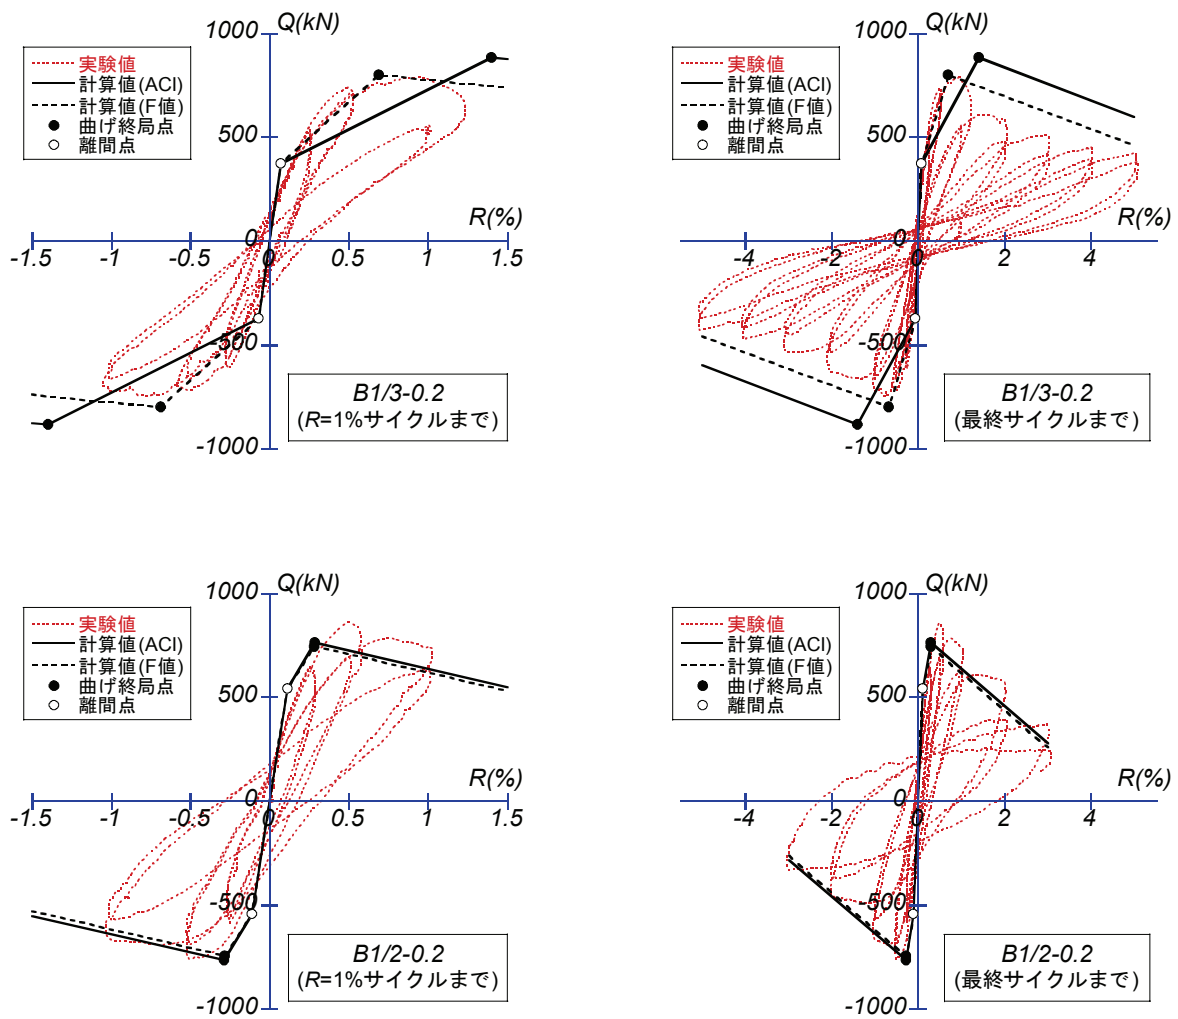 1000
Q(kN)
実験値
計算値(ACI)
計算値(F値)
曲げ終局点
離間点
500
R(%)
0
-1.5
-1
-0.5
0
0.5
1
1.5
-500
-1000
B1/3-0.2
(R=1%サイクルまで)
1000
Q(kN)
実験値
計算値(ACI)
計算値(F値)
曲げ終局点
離間点
500
R(%)
0
-4
-2
0
2
4
-500
-1000
B1/3-0.2
(最終サイクルまで)
1000
Q(kN)
実験値
計算値(ACI)
計算値(F値)
曲げ終局点
離間点
500
R(%)
0
-1.5
-1
-0.5
0
0.5
1
1.5
-500
-1000
B1/2-0.2
(R=1%サイクルまで)
1000
Q(kN)
実験値
計算値(ACI)
計算値(F値)
曲げ終局点
離間点
500
R(%)
0
-4
-2
0
2
4
-500
-1000
B1/2-0.2
(最終サイクルまで)